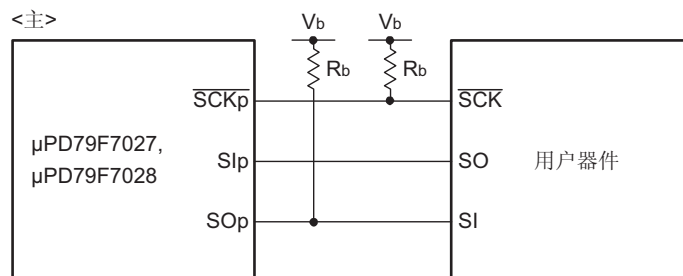 <主>
Vb Vb
Rb Rb
SCKp SCK
μPD79F7027,
μPD79F7028
SIp SO
用户器件
SOp SI